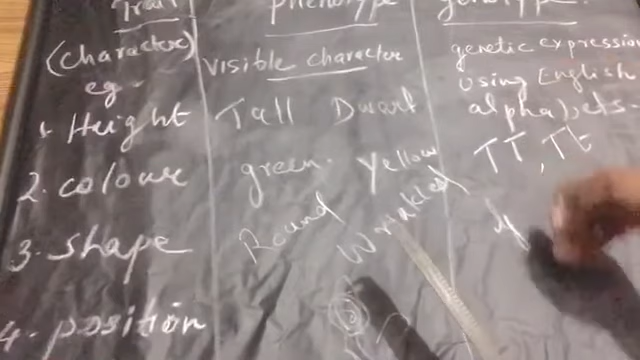 Trait phenotype genotype
(character) visible character genetic expression
eg- using English
1. Height Tall Dwarf alphabets-
TT, Tt
2. colour green. Yellow
3. shape Round Wrinkled
4. position